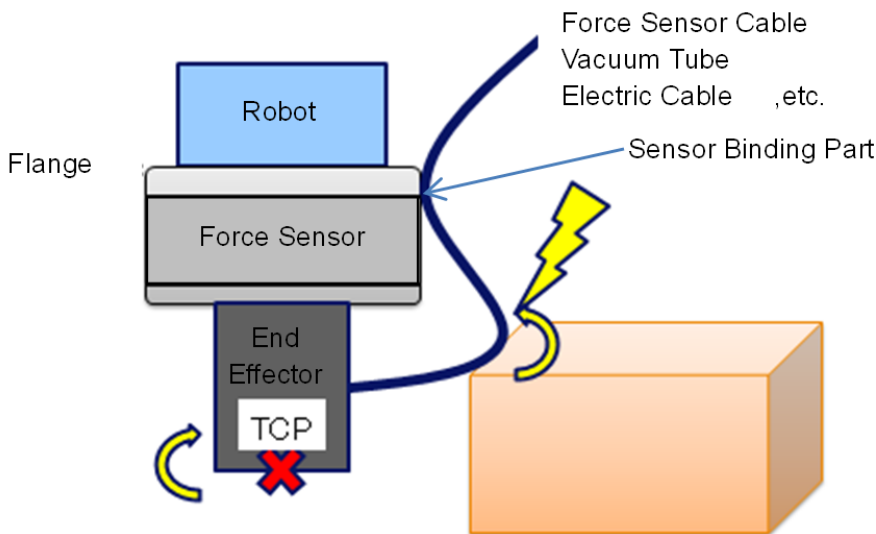 Force Sensor Cable
Vacuum Tube
Electric Cable ,etc.
Robot
Sensor Binding Part
Flange
Force Sensor
End
Effector
TCP